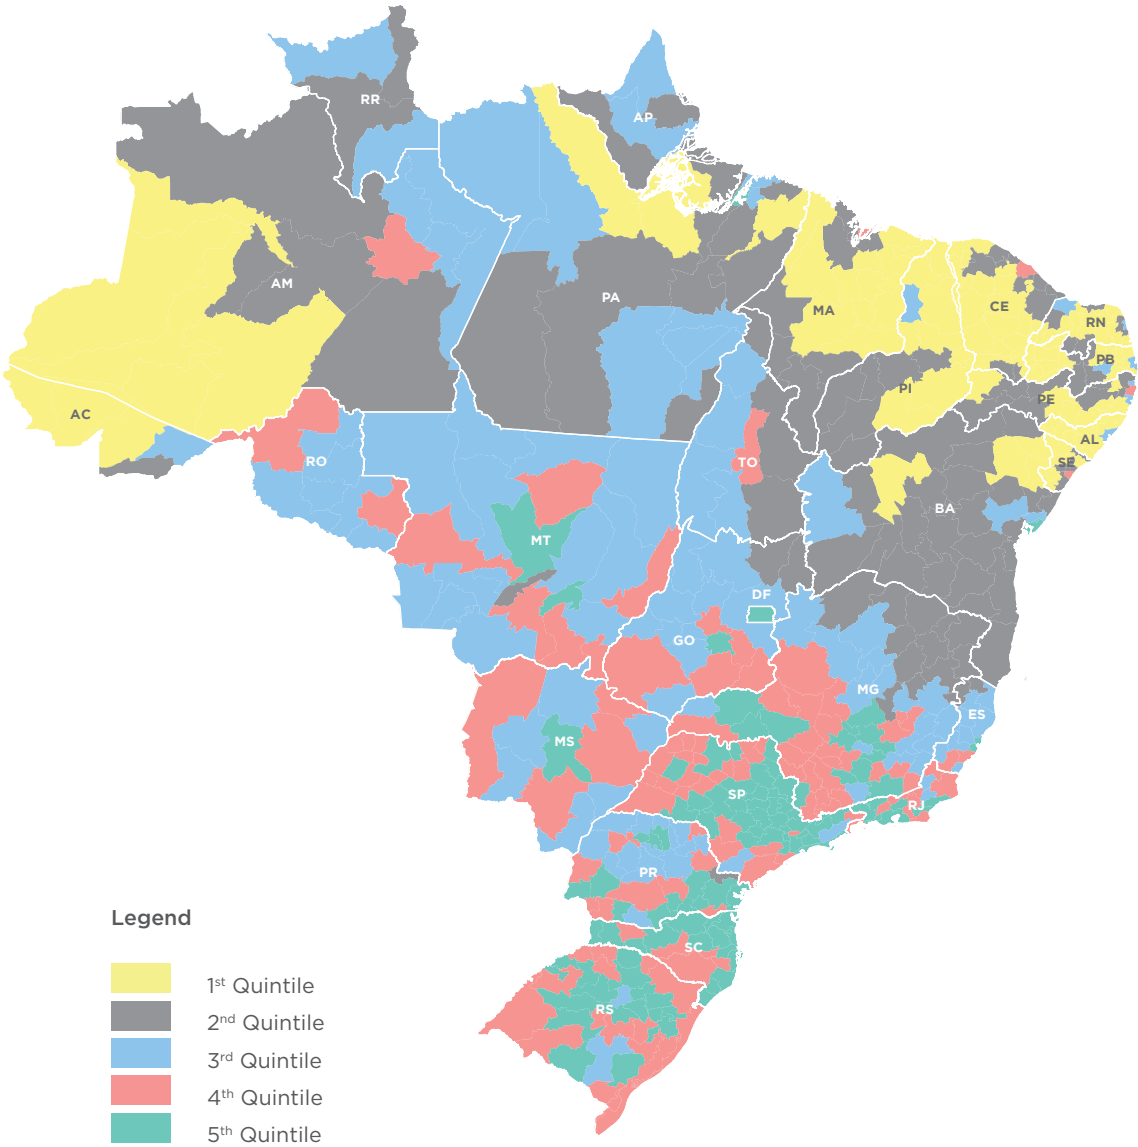 RR
AP
AM
PA
MA
CE
RN
PB
PI
PE
AC
AL
TO
SE
RO
BA
MT
DF
GO
MG
ES
MS
SP
RJ
PR
SC
RS
Legend
1st Quintile
2nd Quintile
3rd Quintile
4th Quintile
5th Quintile